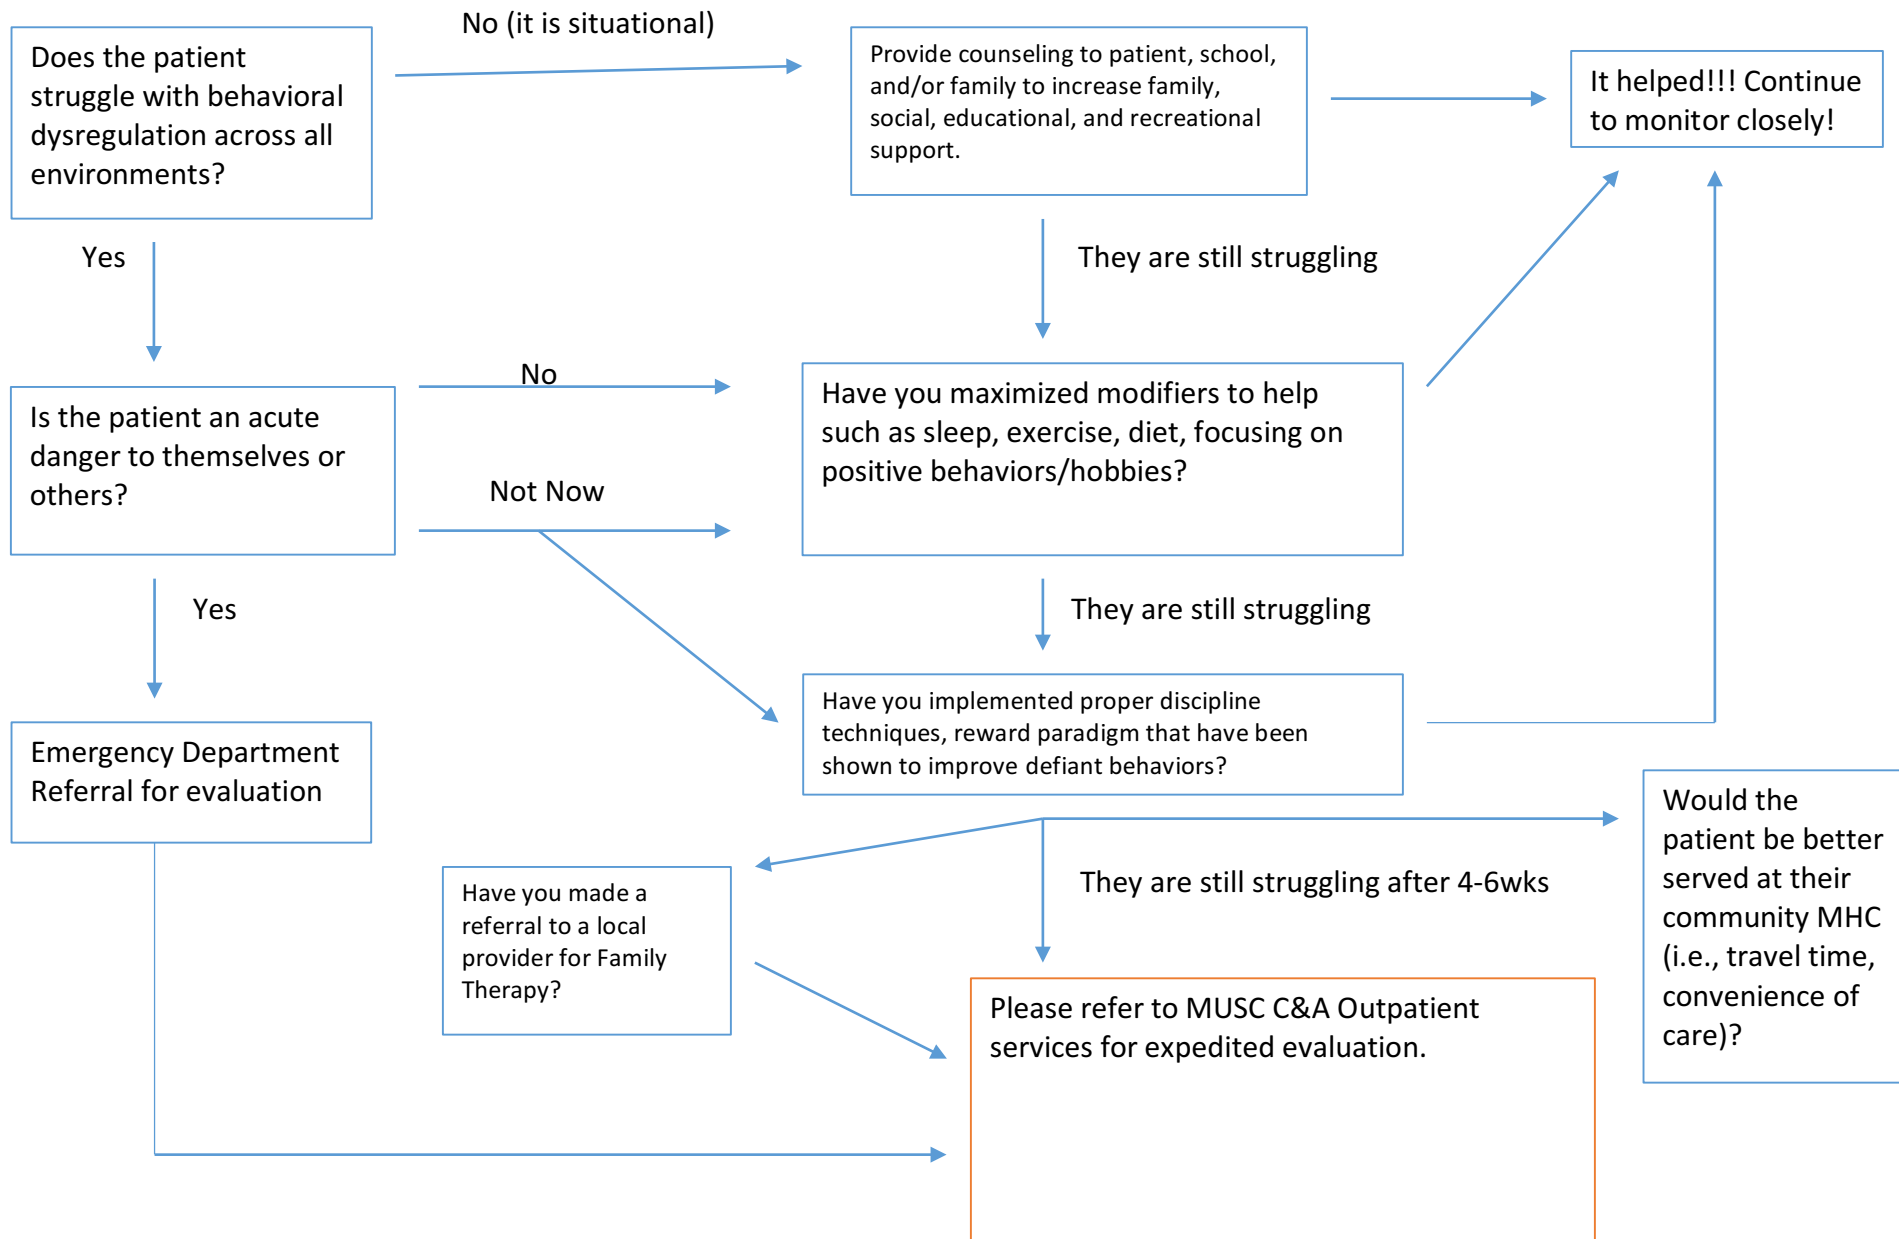 No (it is situational)
Does the patient
struggle with behavioral
dysregulation across all
environments?
Provide counseling to patient, school,
and/or family to increase family,
social, educational, and recreational
support.
It helped!!! Continue
to monitor closely!
Yes
They are still struggling
No
Is the patient an acute
danger to themselves or
others?
Not Now
Have you maximized modifiers to help
such as sleep, exercise, diet, focusing on
positive behaviors/hobbies?
Yes
They are still struggling
Emergency Department
Referral for evaluation
Have you implemented proper discipline
techniques, reward paradigm that have been
shown to improve defiant behaviors?
Would the
patient be better
served at their
community MHC
(i.e., travel time,
convenience of
care)?
Have you made a
referral to a local
provider for Family
Therapy?
They are still struggling after 4-6wks
Please refer to MUSC C&A Outpatient
services for expedited evaluation.